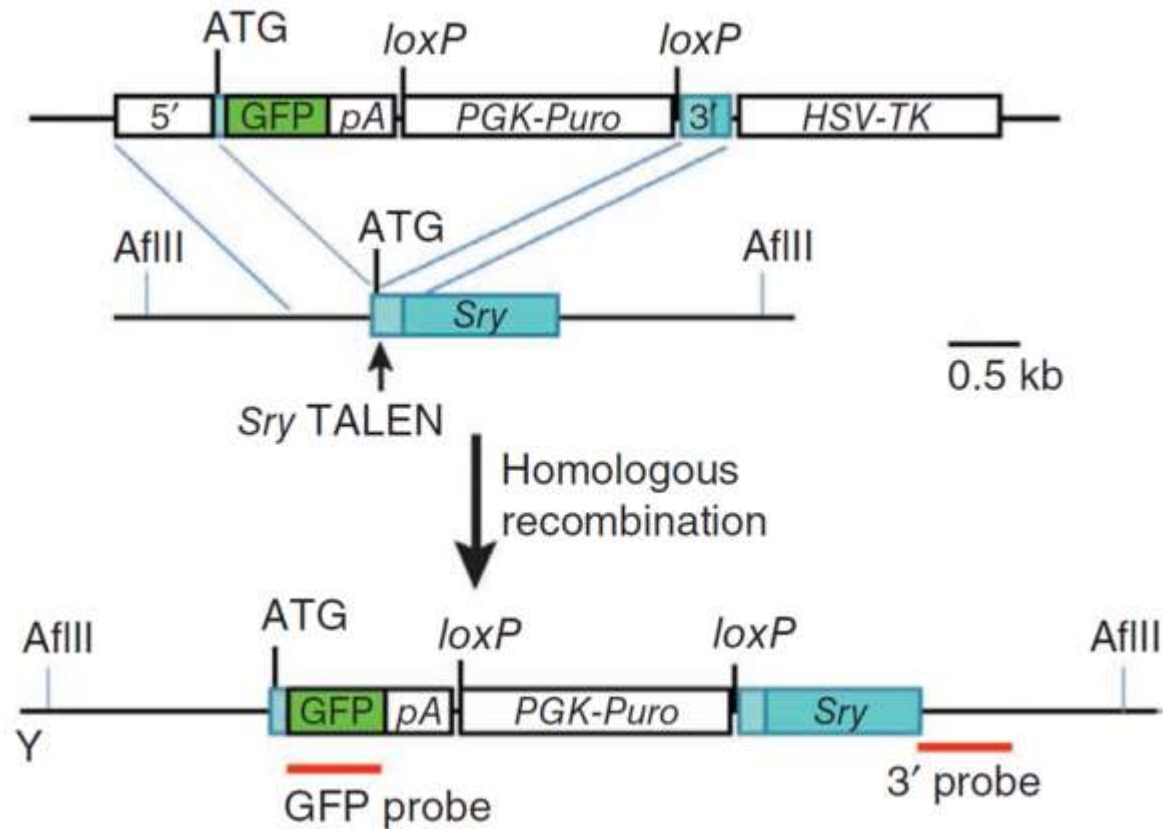 ATG loxP loxP
5′ GFP pA PGK-Puro 3′ HSV-TK
ATG
AflII AflII
Sry
0.5 kb
Sry TALEN
Homologous
recombination
ATG loxP loxP
AflII AflII
GFP pA PGK-Puro Sry
Y
GFP probe
3′ probe